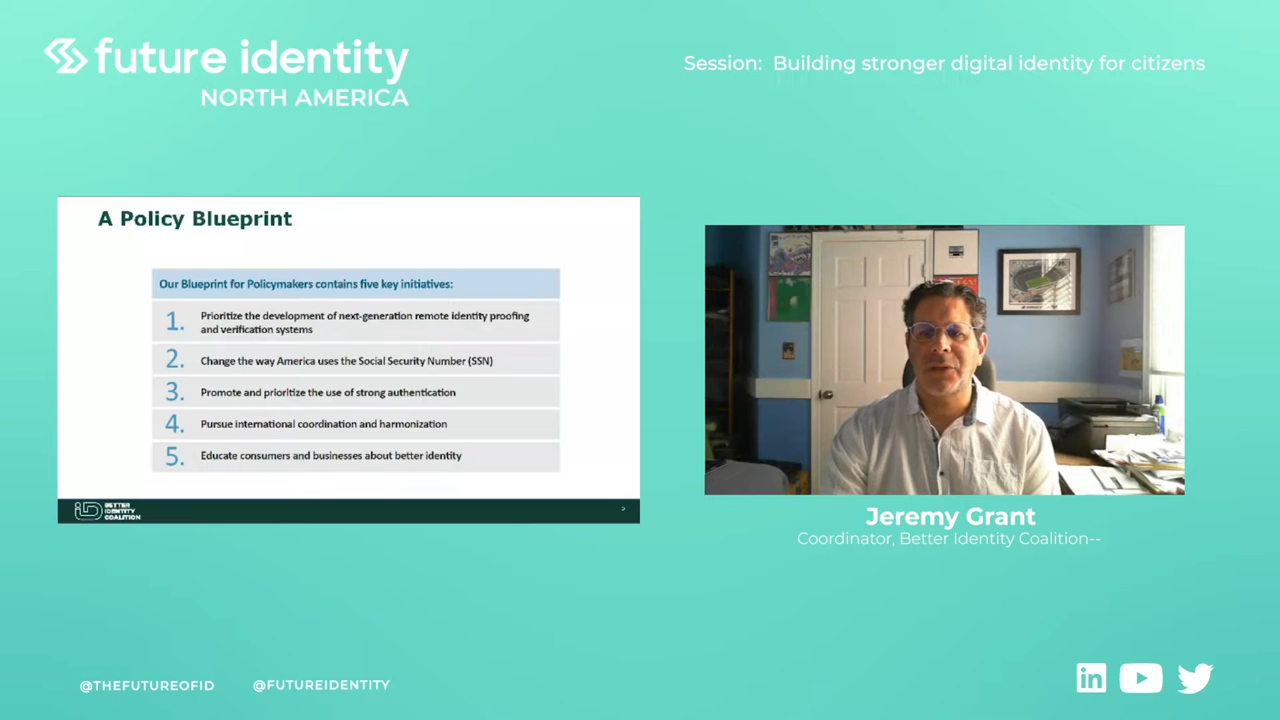 future identity
NORTH AMERICA
Session: Building stronger digital identity for citizens
A Policy Blueprint
Our Blueprint for Policymakers contains five key initiatives:
1. Prioritize the development of next-generation remote identity proofing
and verification systems
2. Change the way America uses the Social Security Number (SSN)
3. Promote and prioritize the use of strong authentication
4. Pursue international coordination and harmonization
5. Educate consumers and businesses about better identity
BETTER
IDENTITY
COALITION
Jeremy Grant
Coordinator, Better Identity Coalition--
@THEFUTUREOFID
@FUTUREIDENTITY
in